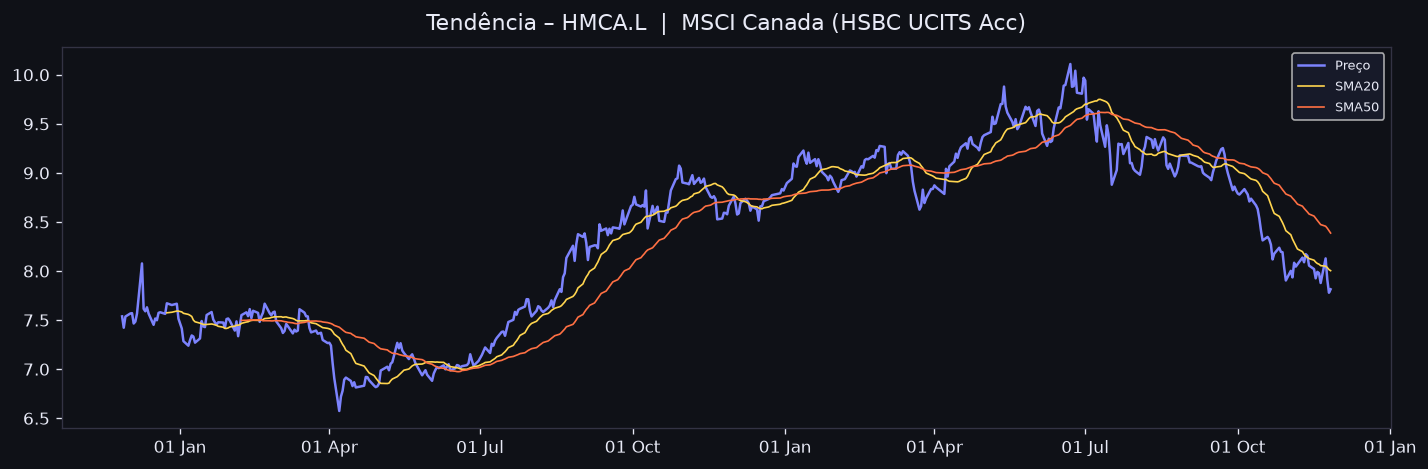 Tendência – HMCA.L | MSCI Canada (HSBC UCITS Acc)
Preço
SMA20
SMA50
10.0
9.5
9.0
8.5
8.0
7.5
7.0
6.5
01 Jan 01 Apr 01 Jul 01 Oct 01 Jan 01 Apr 01 Jul 01 Oct 01 Jan